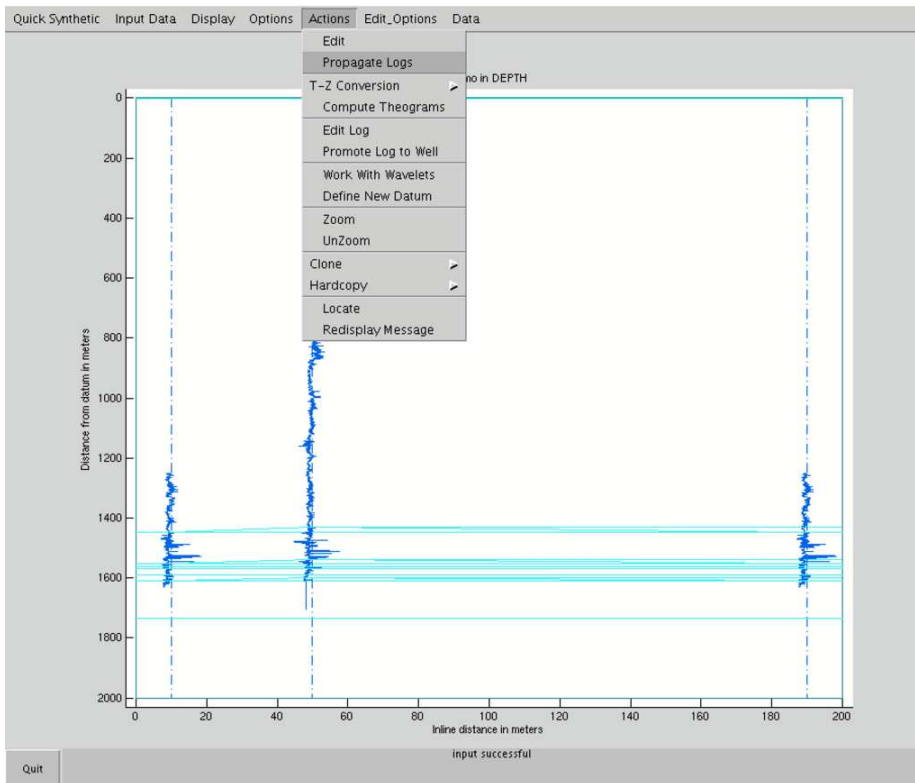 Quick Synthetic Input Data Display Options Actions Edit_Options Data
Edit
Propagate Logs
T-Z Conversion
Compute Theograms
Edit Log
Promote Log to Well
Work With Wavelets
Define New Datum
Zoom
UnZoom
Clone
Hardcopy
Locate
Redisplay Message
in DEPTH
Distance from datum in meters
0
200
400
600
800
1000
1200
1400
1600
1800
2000
0 20 40 60 80 100 120 140 160 180 200
Inline distance in meters
input successful
Quit